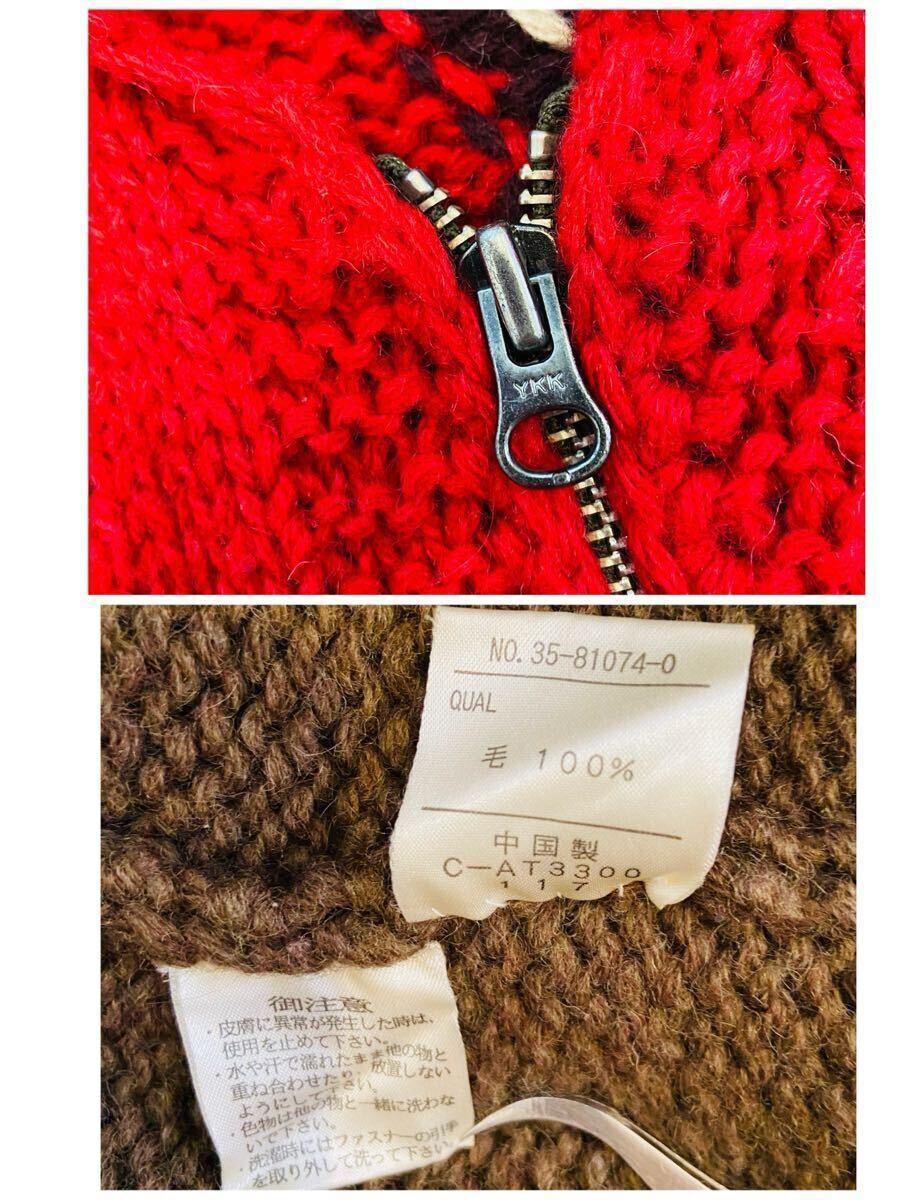 YKK
NO. 35-81074-0
QUAL
毛 100%
中国製
C-AT3300
117
御注意
・皮膚に異常が発生した時は、
使用を止めて下さい。
・水や汗で濡れたまま他の物と
重ね合わせたり、放置しない
ようにして下さい。
・色物は他の物と一緒に洗わな
いで下さい。
・洗濯時にはファスナーの引手
を取り外して洗って下さい